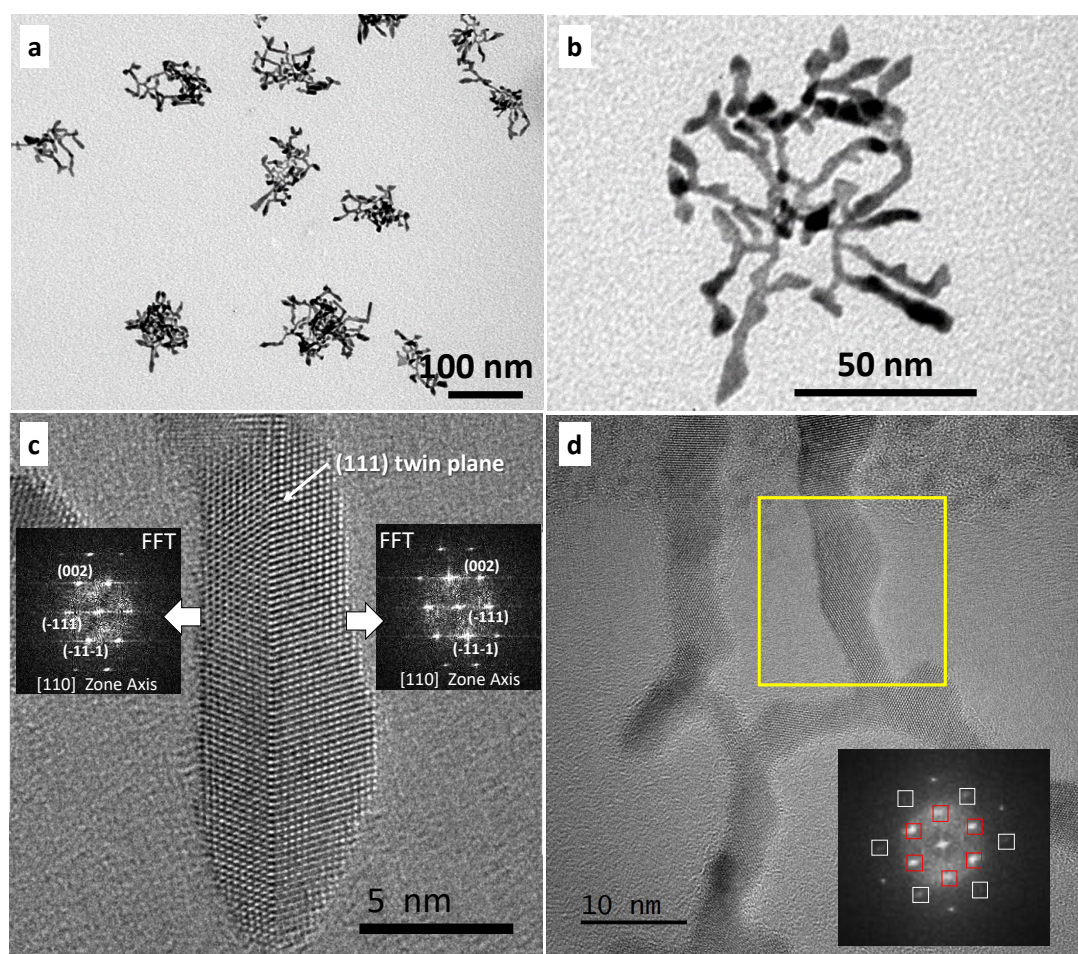 a
100 nm
b
50 nm
c
(111) twin plane
FFT
(002)
(-111)
(-11-1)
[110] Zone Axis
FFT
(002)
(-111)
(-11-1)
[110] Zone Axis
5 nm
d
10 nm